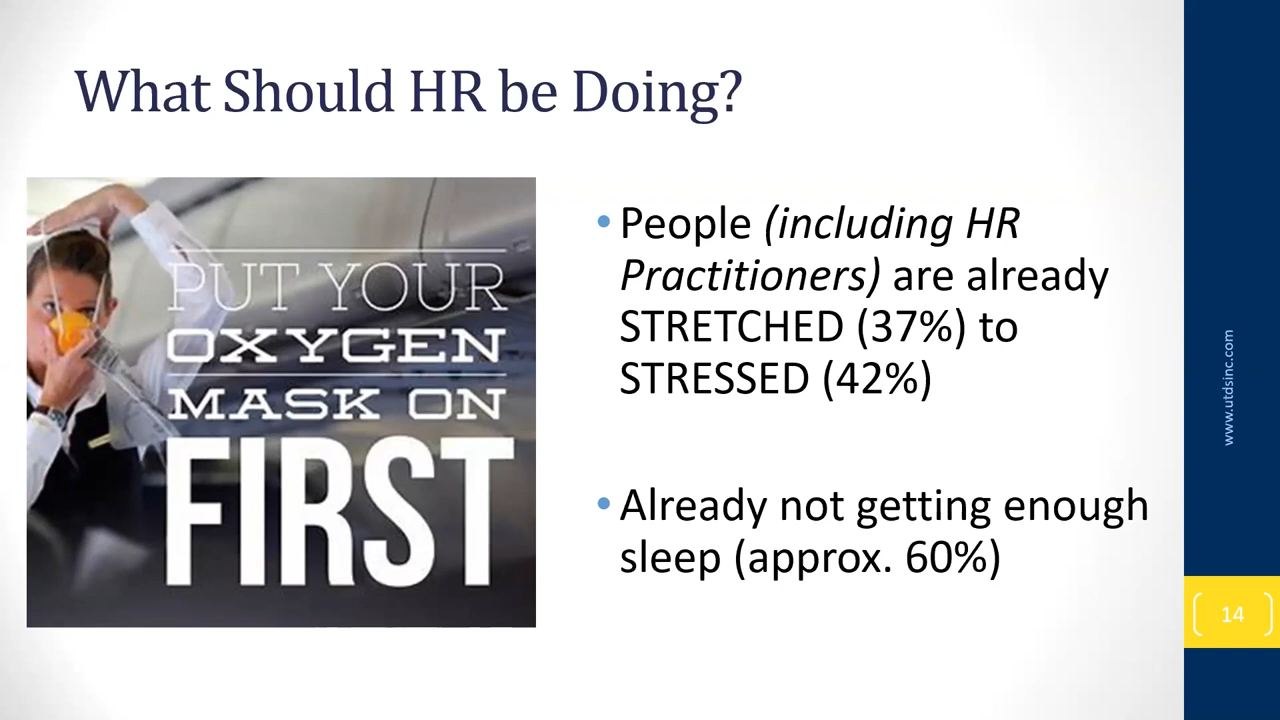 What Should HR be Doing?
PUT YOUR
OXYGEN
MASK ON
FIRST
• People (including HR
Practitioners) are already
STRETCHED (37%) to
STRESSED (42%)
• Already not getting enough
sleep (approx. 60%)
www.utdsinc.com
14